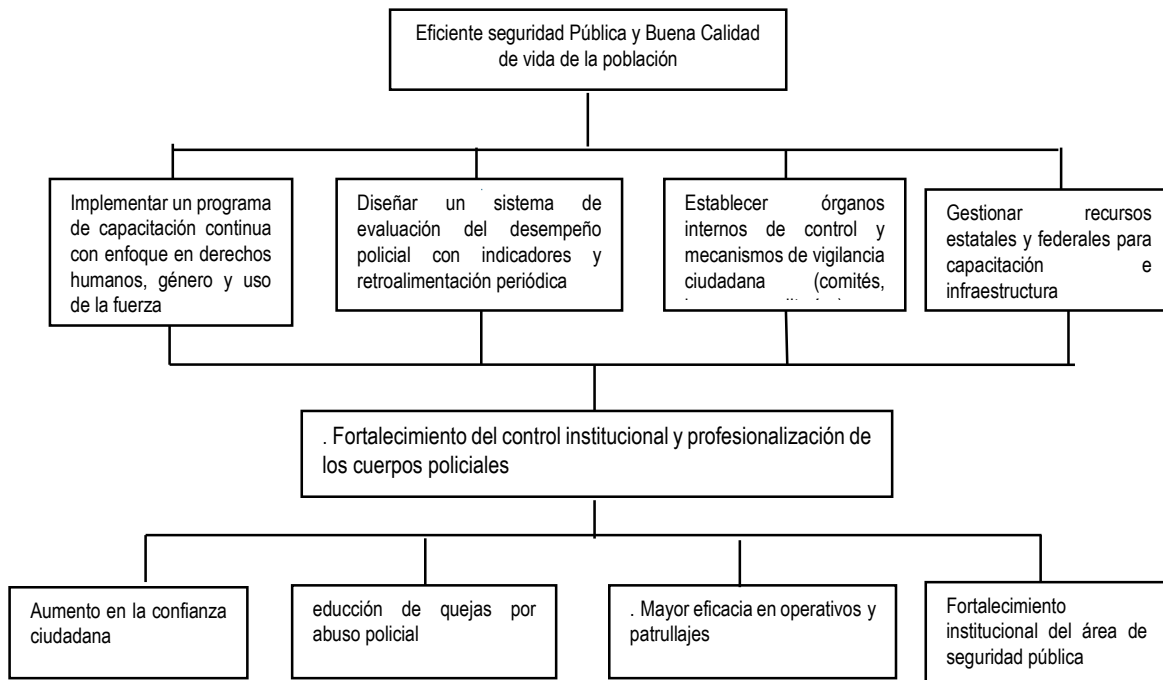 Eficiente seguridad Pública y Buena Calidad
de vida de la población
Implementar un programa
de capacitación continua
con enfoque en derechos
humanos, género y uso
de la fuerza
Diseñar un sistema de
evaluación del desempeño
policial con indicadores y
retroalimentación periódica
Establecer órganos
internos de control y
mecanismos de vigilancia
ciudadana (comités,
Gestionar recursos
estatales y federales para
capacitación e
infraestructura
. Fortalecimiento del control institucional y profesionalización de
los cuerpos policiales
Aumento en la confianza
ciudadana
educción de quejas por
abuso policial
. Mayor eficacia en operativos y
patrullajes
Fortalecimiento
institucional del área de
seguridad pública